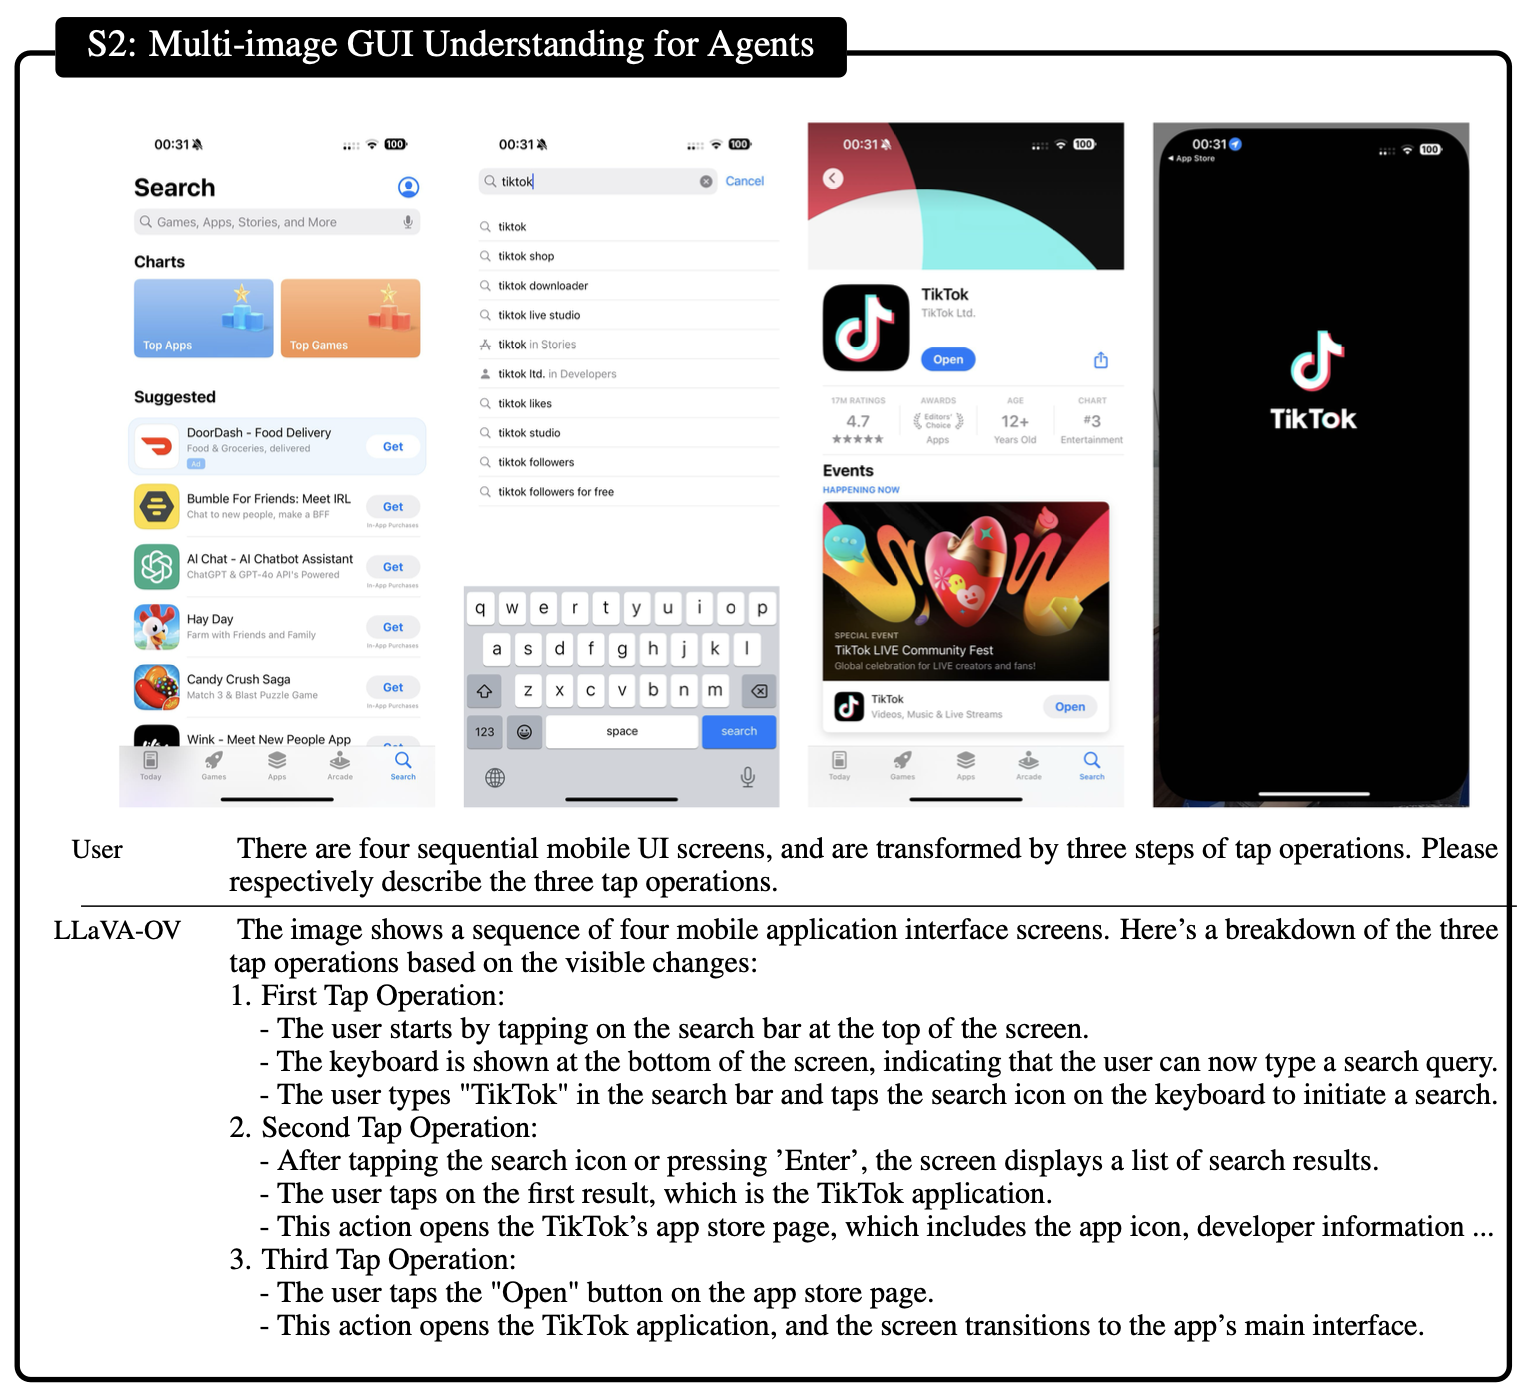 S2: Multi-image GUI Understanding for Agents
00:31
100
Search
Games, Apps, Stories, and More
Charts
Top Apps
Top Games
Suggested
DoorDash - Food Delivery
Food & Groceries, delivered
Ad
Get
Bumble For Friends: Meet IRL
Chat to new people, make a BFF
Get
In-App Purchases
AI Chat - AI Chatbot Assistant
ChatGPT & GPT-4o API's Powered
Get
In-App Purchases
Hay Day
Farm with Friends and Family
Get
In-App Purchases
Candy Crush Saga
Match 3 & Blast Puzzle Game
Get
In-App Purchases
Wink - Meet New People App
Get
Today Games Apps Arcade Search
00:31
100
tiktok
Cancel
tiktok
tiktok shop
tiktok downloader
tiktok live studio
tiktok in Stories
tiktok ltd. in Developers
tiktok likes
tiktok studio
tiktok followers
tiktok followers for free
q w e r t y u i o p
a s d f g h j k l
z x c v b n m
123 space search
00:31
100
TikTok
TikTok Ltd.
Open
17M RATINGS AWARDS AGE CHART
4.7 Editors' Choice 12+ #3
★★★★★ Apps Years Old Entertainment
Events
HAPPENING NOW
SPECIAL EVENT
TikTok LIVE Community Fest
Global celebration for LIVE creators and fans!
TikTok
Videos, Music & Live Streams
Open
Today Games Apps Arcade Search
00:31
100
◀ App Store
TikTok
User There are four sequential mobile UI screens, and are transformed by three steps of tap operations. Please
respectively describe the three tap operations.
LLaVA-OV The image shows a sequence of four mobile application interface screens. Here's a breakdown of the three
tap operations based on the visible changes:
1. First Tap Operation:
- The user starts by tapping on the search bar at the top of the screen.
- The keyboard is shown at the bottom of the screen, indicating that the user can now type a search query.
- The user types "TikTok" in the search bar and taps the search icon on the keyboard to initiate a search.
2. Second Tap Operation:
- After tapping the search icon or pressing ’Enter’, the screen displays a list of search results.
- The user taps on the first result, which is the TikTok application.
- This action opens the TikTok’s app store page, which includes the app icon, developer information ...
3. Third Tap Operation:
- The user taps the "Open" button on the app store page.
- This action opens the TikTok application, and the screen transitions to the app’s main interface.